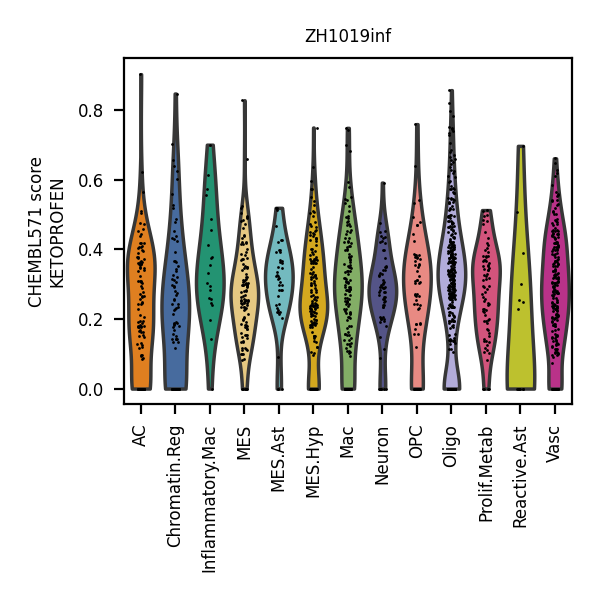 ZH1019inf
CHEMBL571 score
KETOPROFEN
0.8
0.6
0.4
0.2
0.0
AC
Chromatin.Reg
Inflammatory.Mac
MES
MES.Ast
MES.Hyp
Mac
Neuron
OPC
Oligo
Prolif.Metab
Reactive.Ast
Vasc